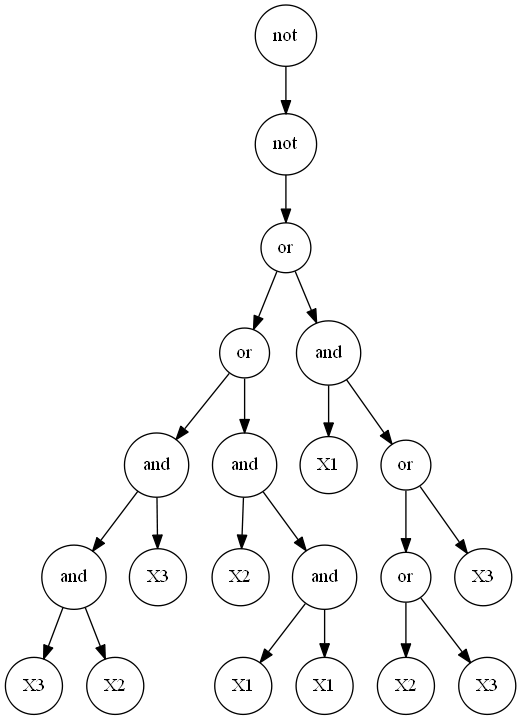 not
not
or
or and
and and X1 or
and X3 X2 and or X3
X3 X2 X1 X1 X2 X3